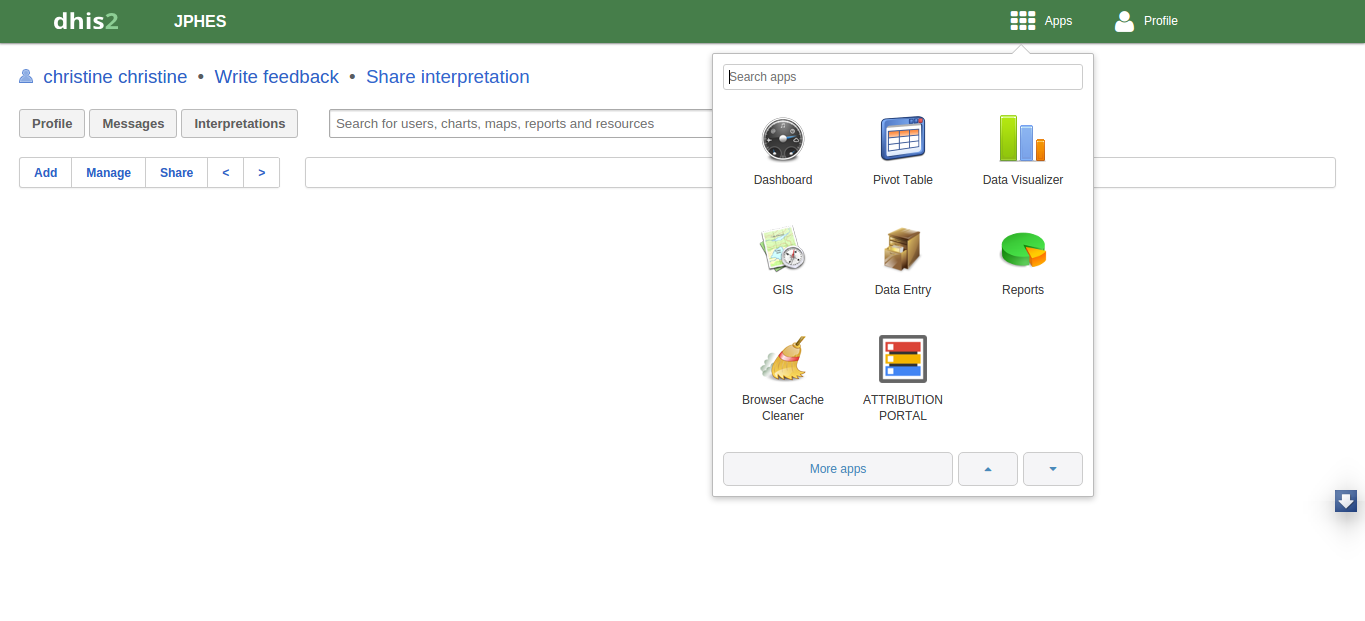 dhis2 JPHES Apps Profile
christine christine • Write feedback • Share interpretation
Search apps
Profile Messages Interpretations Search for users, charts, maps, reports and resources
Add Manage Share < >
Dashboard Pivot Table Data Visualizer
GIS Data Entry Reports
Browser Cache Cleaner
ATTRIBUTION PORTAL
More apps